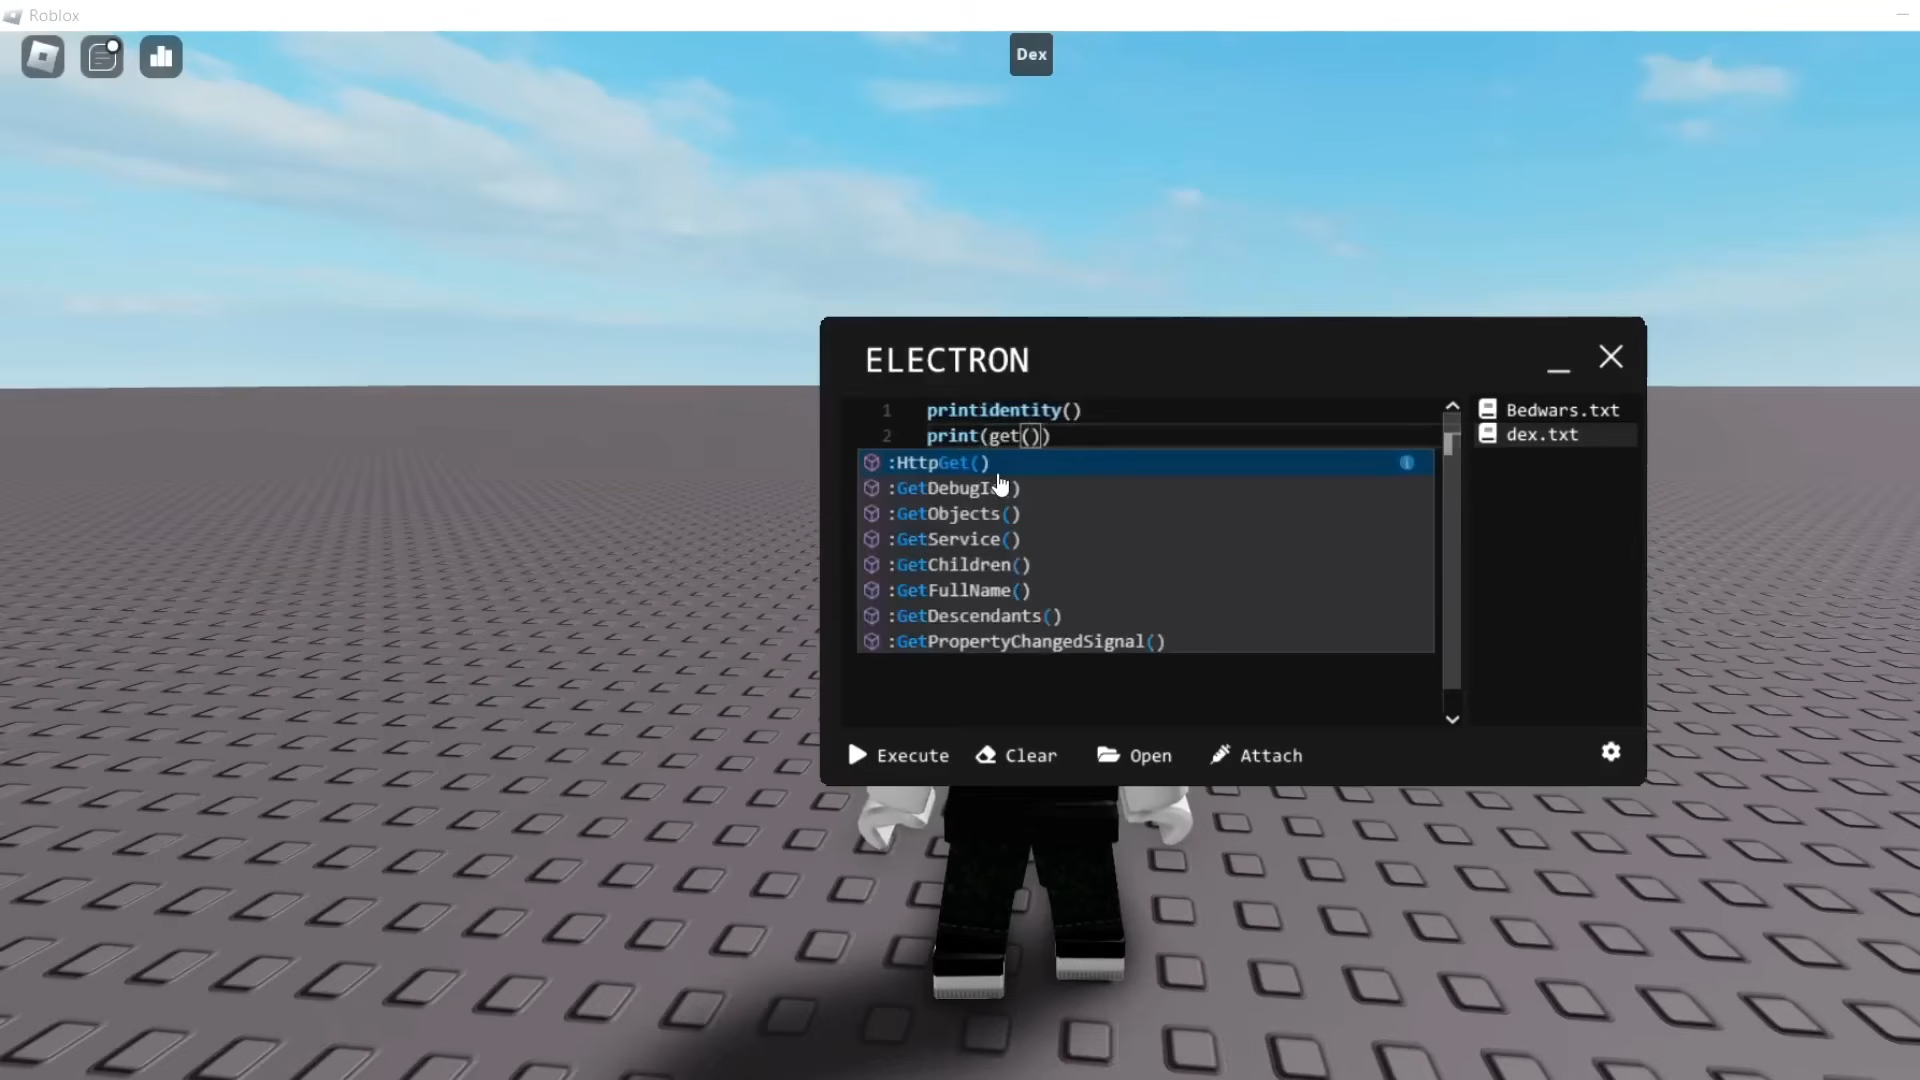 Roblox
Dex
ELECTRON
1 printidentity()
2 print(get())
:HttpGet()
:GetDebugI)
:GetObjects()
:GetService()
:GetChildren()
:GetFullName()
:GetDescendants()
:GetPropertyChangedSignal()
Bedwars.txt
dex.txt
Execute Clear Open Attach